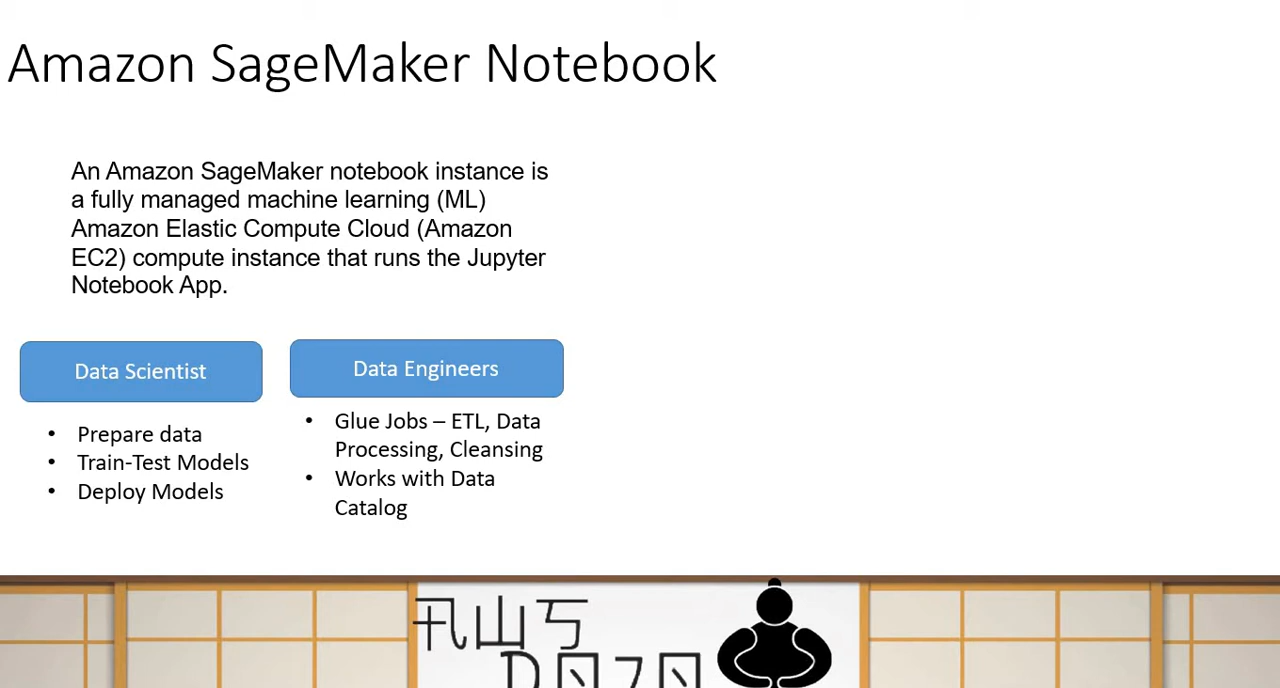 Amazon SageMaker Notebook
An Amazon SageMaker notebook instance is
a fully managed machine learning (ML)
Amazon Elastic Compute Cloud (Amazon
EC2) compute instance that runs the Jupyter
Notebook App.
Data Scientist
• Prepare data
• Train-Test Models
• Deploy Models
Data Engineers
• Glue Jobs – ETL, Data
Processing, Cleansing
• Works with Data
Catalog